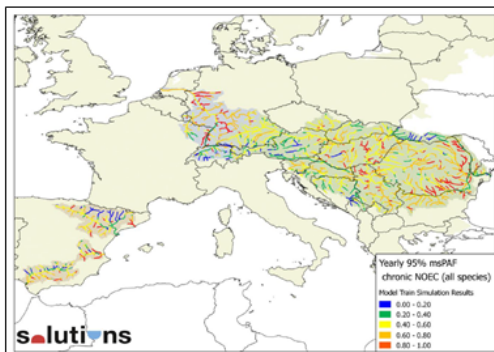 Yearly 95% msPAF
chronic NOEC (all species)
Model Train Simulation Results
0.00 - 0.20
0.20 - 0.40
0.40 - 0.60
0.60 - 0.80
0.80 - 1.00
solutions